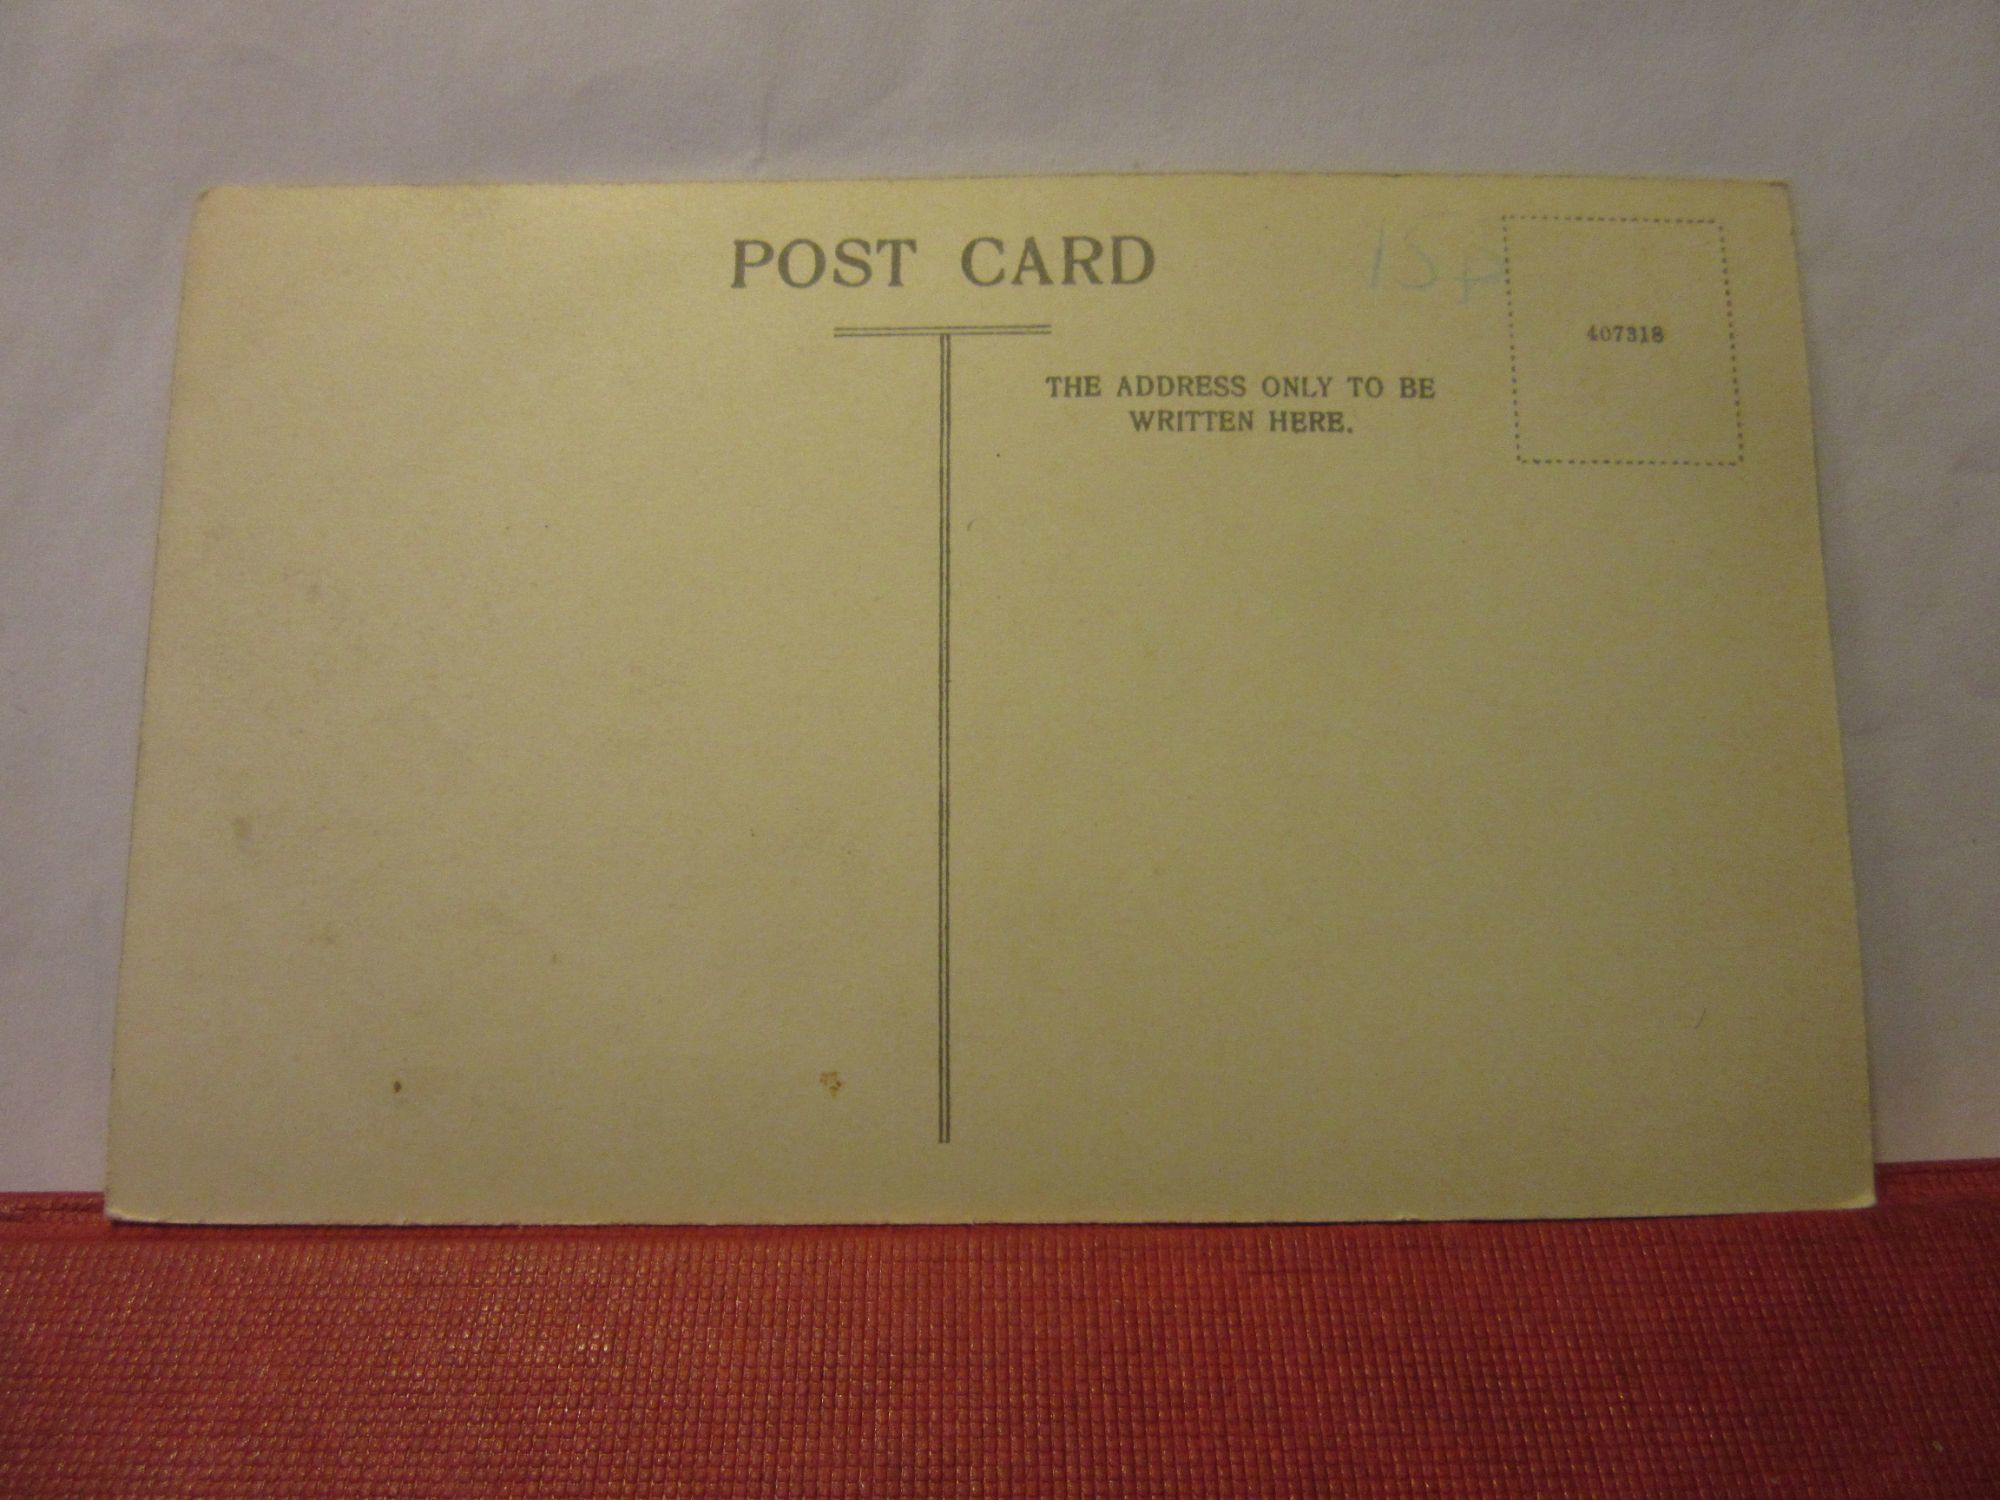 POST CARD
15p
407318
THE ADDRESS ONLY TO BE
WRITTEN HERE.